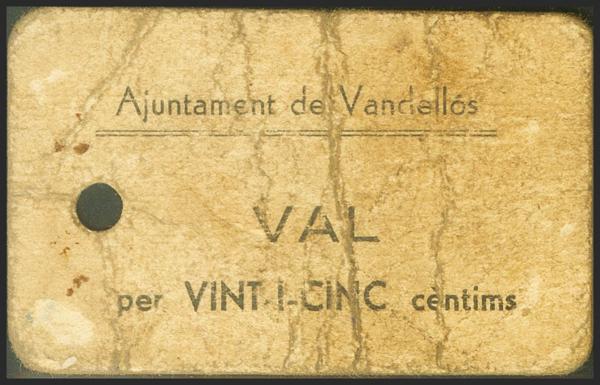 Ajuntament de Vandellós
VAL
per VINT-I-CINC cèntims